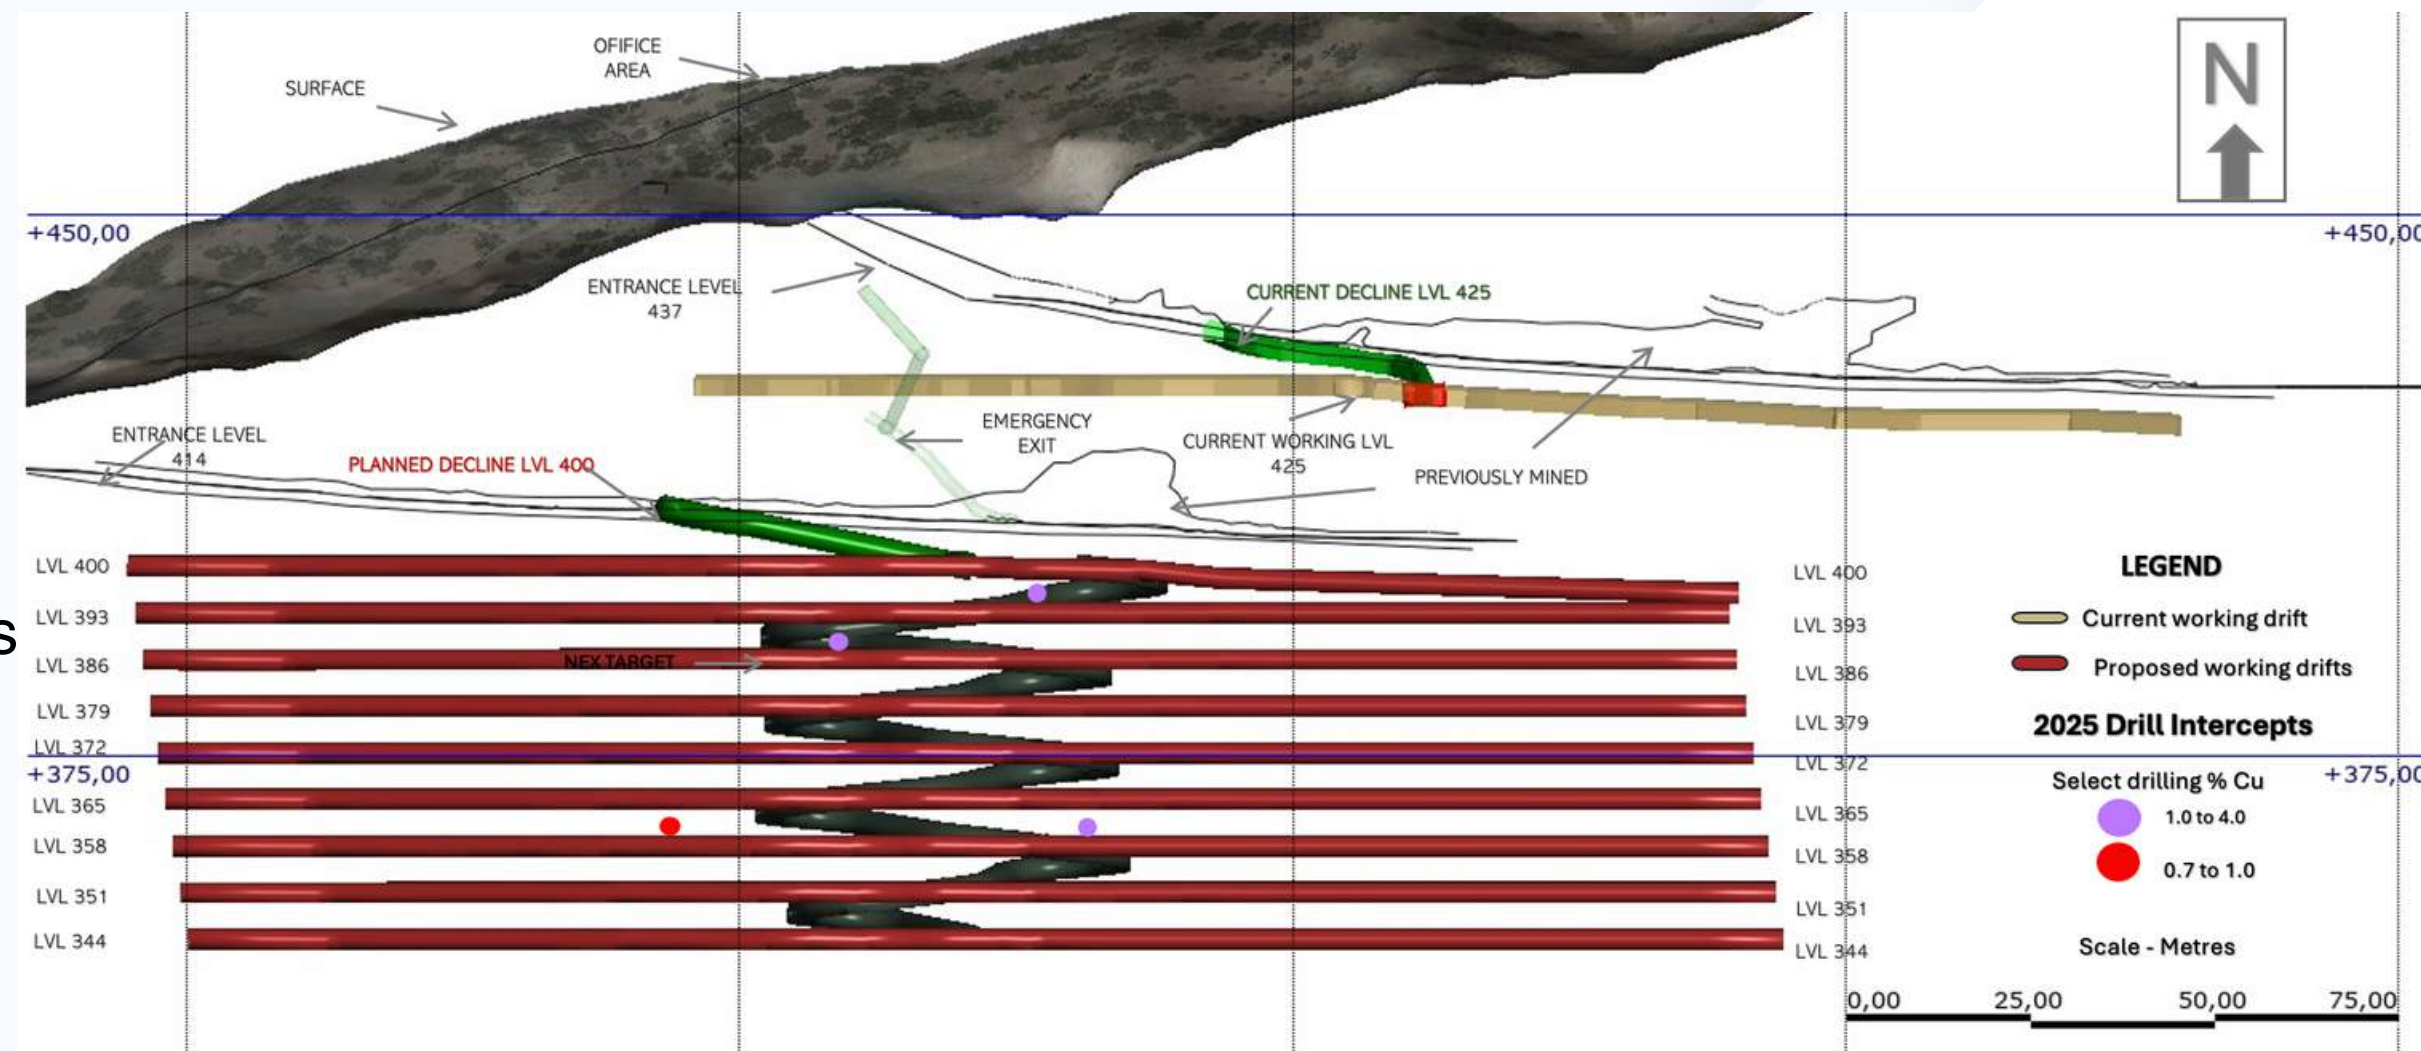 OFIFICE
AREA
SURFACE
N
+450,00
+450,00
ENTRANCE LEVEL
437
CURRENT DECLINE LVL 425
EMERGENCY
EXIT
CURRENT WORKING LVL
425
PREVIOUSLY MINED
ENTRANCE LEVEL
414
PLANNED DECLINE LVL 400
LVL 400
LVL 393
s
LVL 386
NEX TARGET
LVL 379
LVL 372
+375,00
LVL 365
LVL 358
LVL 351
LVL 344
LVL 400
LVL 393
LVL 386
LVL 379
LVL 372
+375,00
LVL 365
LVL 358
LVL 351
LVL 344
LEGEND
Current working drift
Proposed working drifts
2025 Drill Intercepts
Select drilling % Cu
1.0 to 4.0
0.7 to 1.0
Scale - Metres
0,00 25,00 50,00 75,00